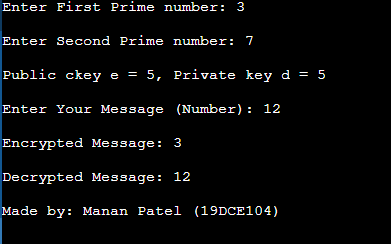 Enter First Prime number: 3
Enter Second Prime number: 7
Public ckey e = 5, Private key d = 5
Enter Your Message (Number): 12
Encrypted Message: 3
Decrypted Message: 12
Made by: Manan Patel (19DCE104)